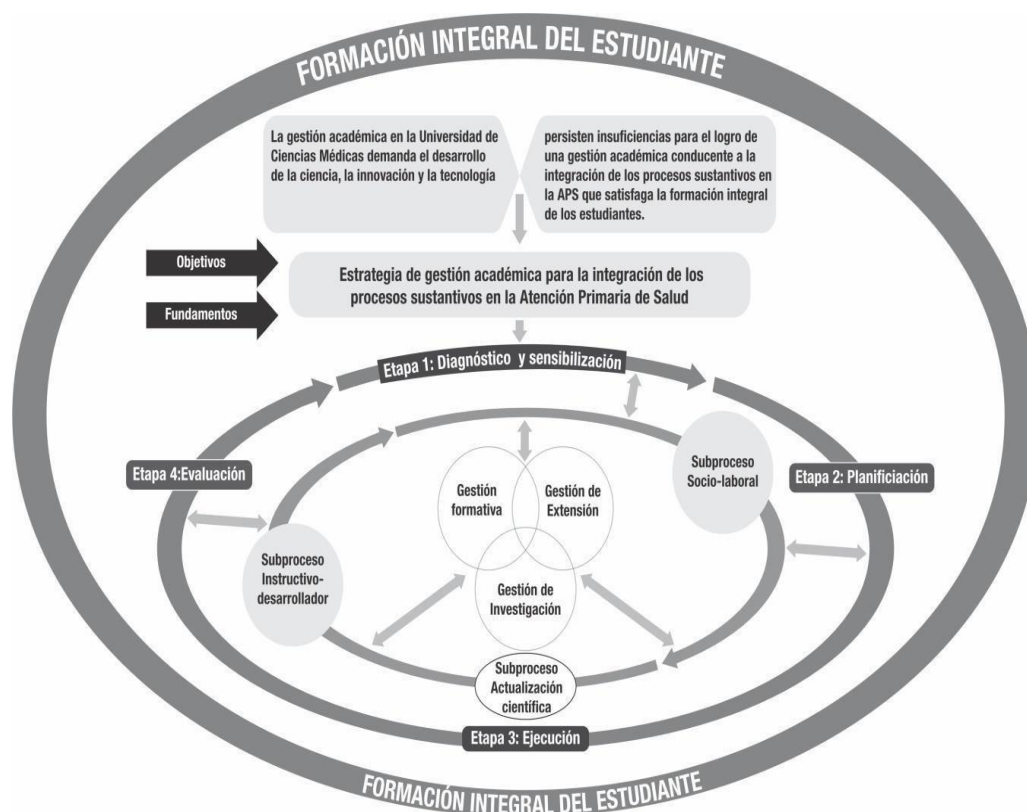 FORMACIÓN INTEGRAL DEL ESTUDIANTE
La gestión académica en la Universidad de
Ciencias Médicas demanda el desarrollo
de la ciencia, la innovación y la tecnología
persisten insuficiencias para el logro de
una gestión académica conducente a la
integración de los procesos sustantivos en
la APS que satisfaga la formación integral
de los estudiantes.
Objetivos
Fundamentos
Estrategia de gestión académica para la integración de los
procesos sustantivos en la Atención Primaria de Salud
Etapa 1: Diagnóstico y sensibilización
Etapa 4:Evaluación
Subproceso
Socio-laboral
Etapa 2: Planificiación
Gestión
formativa
Gestión de
Extensión
Subproceso
Instructivo-
desarrollador
Gestión de
Investigación
Subproceso
Actualización
científica
Etapa 3: Ejecución
FORMACIÓN INTEGRAL DEL ESTUDIANTE